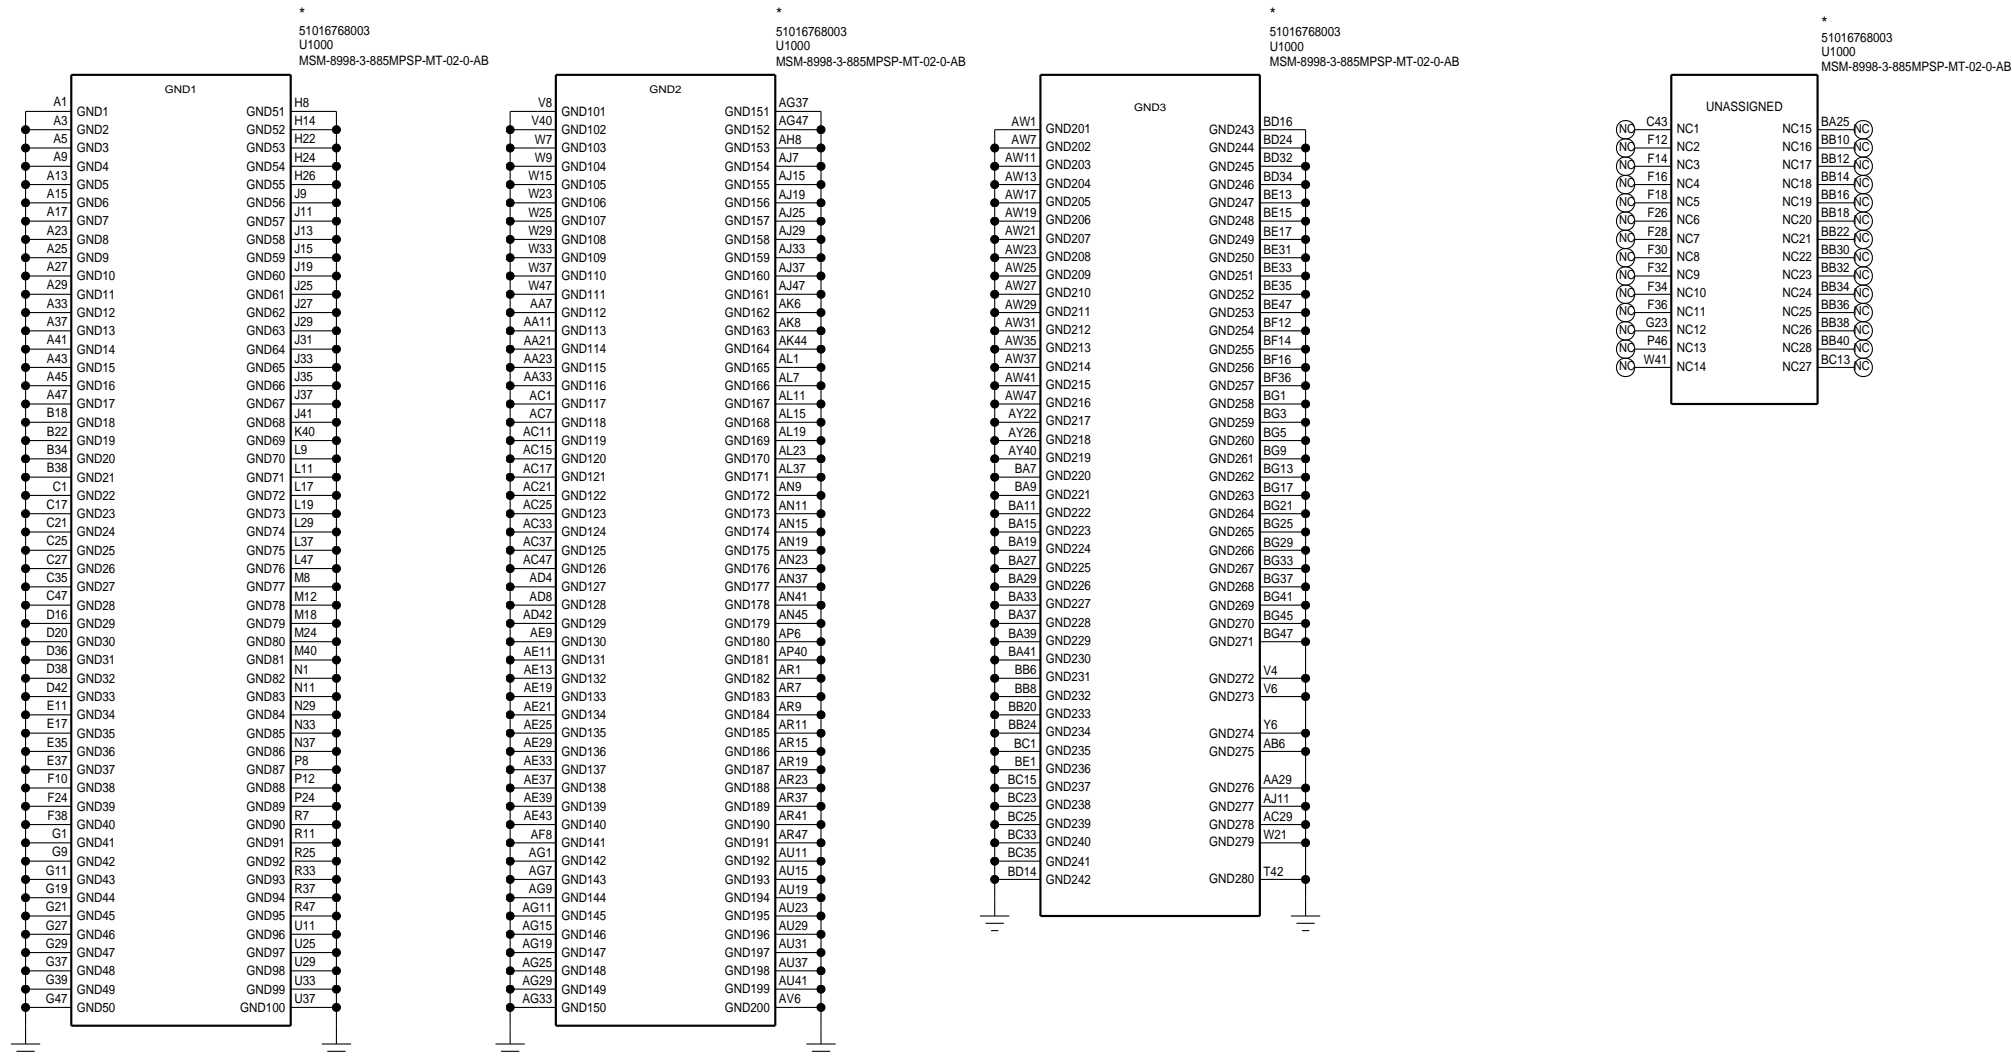 *
51016768003
U1000
MSM-8998-3-885MPSP-MT-02-0-AB
GND1
A1 GND1 GND51 H8
A3 GND2 GND52 H14
A5 GND3 GND53 H22
A9 GND4 GND54 H24
A13 GND5 GND55 H26
A15 GND6 GND56 J9
A17 GND7 GND57 J11
A23 GND8 GND58 J13
A25 GND9 GND59 J15
A27 GND10 GND60 J19
A29 GND11 GND61 J25
A33 GND12 GND62 J27
A37 GND13 GND63 J29
A41 GND14 GND64 J31
A43 GND15 GND65 J33
A45 GND16 GND66 J35
A47 GND17 GND67 J37
B18 GND18 GND68 J41
B22 GND19 GND69 K40
B34 GND20 GND70 L9
B38 GND21 GND71 L11
C1 GND22 GND72 L17
C17 GND23 GND73 L19
C21 GND24 GND74 L29
C25 GND25 GND75 L37
C27 GND26 GND76 L47
C35 GND27 GND77 M8
C47 GND28 GND78 M12
D16 GND29 GND79 M18
D20 GND30 GND80 M24
D36 GND31 GND81 M40
D38 GND32 GND82 N1
D42 GND33 GND83 N11
E11 GND34 GND84 N29
E17 GND35 GND85 N33
E35 GND36 GND86 N37
E37 GND37 GND87 P8
F10 GND38 GND88 P12
F24 GND39 GND89 P24
F38 GND40 GND90 R7
G1 GND41 GND91 R11
G9 GND42 GND92 R25
G11 GND43 GND93 R33
G19 GND44 GND94 R37
G21 GND45 GND95 R47
G27 GND46 GND96 U11
G29 GND47 GND97 U25
G37 GND48 GND98 U29
G39 GND49 GND99 U33
G47 GND50 GND100 U37
*
51016768003
U1000
MSM-8998-3-885MPSP-MT-02-0-AB
GND2
V8 GND101 GND151 AG37
V40 GND102 GND152 AG47
W7 GND103 GND153 AH8
W9 GND104 GND154 AJ7
W15 GND105 GND155 AJ15
W23 GND106 GND156 AJ19
W25 GND107 GND157 AJ25
W29 GND108 GND158 AJ29
W33 GND109 GND159 AJ33
W37 GND110 GND160 AJ37
W47 GND111 GND161 AJ47
AA7 GND112 GND162 AK6
AA11 GND113 GND163 AK8
AA21 GND114 GND164 AK44
AA23 GND115 GND165 AL1
AA33 GND116 GND166 AL7
AC1 GND117 GND167 AL11
AC7 GND118 GND168 AL15
AC11 GND119 GND169 AL19
AC15 GND120 GND170 AL23
AC17 GND121 GND171 AL37
AC21 GND122 GND172 AN9
AC25 GND123 GND173 AN11
AC33 GND124 GND174 AN15
AC37 GND125 GND175 AN19
AC47 GND126 GND176 AN23
AD4 GND127 GND177 AN37
AD8 GND128 GND178 AN41
AD42 GND129 GND179 AN45
AE9 GND130 GND180 AP6
AE11 GND131 GND181 AP40
AE13 GND132 GND182 AR1
AE19 GND133 GND183 AR7
AE21 GND134 GND184 AR9
AE25 GND135 GND185 AR11
AE29 GND136 GND186 AR15
AE33 GND137 GND187 AR19
AE37 GND138 GND188 AR23
AE39 GND139 GND189 AR37
AE43 GND140 GND190 AR41
AF8 GND141 GND191 AR47
AG1 GND142 GND192 AU11
AG7 GND143 GND193 AU15
AG9 GND144 GND194 AU19
AG11 GND145 GND195 AU23
AG15 GND146 GND196 AU29
AG19 GND147 GND197 AU31
AG25 GND148 GND198 AU37
AG29 GND149 GND199 AU41
AG33 GND150 GND200 AV6
*
51016768003
U1000
MSM-8998-3-885MPSP-MT-02-0-AB
GND3
AW1 GND201 GND243 BD16
AW7 GND202 GND244 BD24
AW11 GND203 GND245 BD32
AW13 GND204 GND246 BD34
AW17 GND205 GND247 BE13
AW19 GND206 GND248 BE15
AW21 GND207 GND249 BE17
AW23 GND208 GND250 BE31
AW25 GND209 GND251 BE33
AW27 GND210 GND252 BE35
AW29 GND211 GND253 BE47
AW31 GND212 GND254 BF12
AW35 GND213 GND255 BF14
AW37 GND214 GND256 BF16
AW41 GND215 GND257 BF36
AW47 GND216 GND258 BG1
AY22 GND217 GND259 BG3
AY26 GND218 GND260 BG5
AY40 GND219 GND261 BG9
BA7 GND220 GND262 BG13
BA9 GND221 GND263 BG17
BA11 GND222 GND264 BG21
BA15 GND223 GND265 BG25
BA19 GND224 GND266 BG29
BA27 GND225 GND267 BG33
BA29 GND226 GND268 BG37
BA33 GND227 GND269 BG41
BA37 GND228 GND270 BG45
BA39 GND229 GND271 BG47
BA41 GND230
BB6 GND231 GND272 V4
BB8 GND232 GND273 V6
BB20 GND233
BB24 GND234 GND274 Y6
BC1 GND235 GND275 AB6
BE1 GND236
BC15 GND237 GND276 AA29
BC23 GND238 GND277 AJ11
BC25 GND239 GND278 AC29
BC33 GND240 GND279 W21
BC35 GND241
BD14 GND242 GND280 T42
*
51016768003
U1000
MSM-8998-3-885MPSP-MT-02-0-AB
UNASSIGNED
NC C43 NC1 NC15 BA25 NC
NC F12 NC2 NC16 BB10 NC
NC F14 NC3 NC17 BB12 NC
NC F16 NC4 NC18 BB14 NC
NC F18 NC5 NC19 BB16 NC
NC F26 NC6 NC20 BB18 NC
NC F28 NC7 NC21 BB22 NC
NC F30 NC8 NC22 BB30 NC
NC F32 NC9 NC23 BB32 NC
NC F34 NC10 NC24 BB34 NC
NC F36 NC11 NC25 BB36 NC
NC G23 NC12 NC26 BB38 NC
NC P46 NC13 NC28 BB40 NC
NC W41 NC14 NC27 BC13 NC